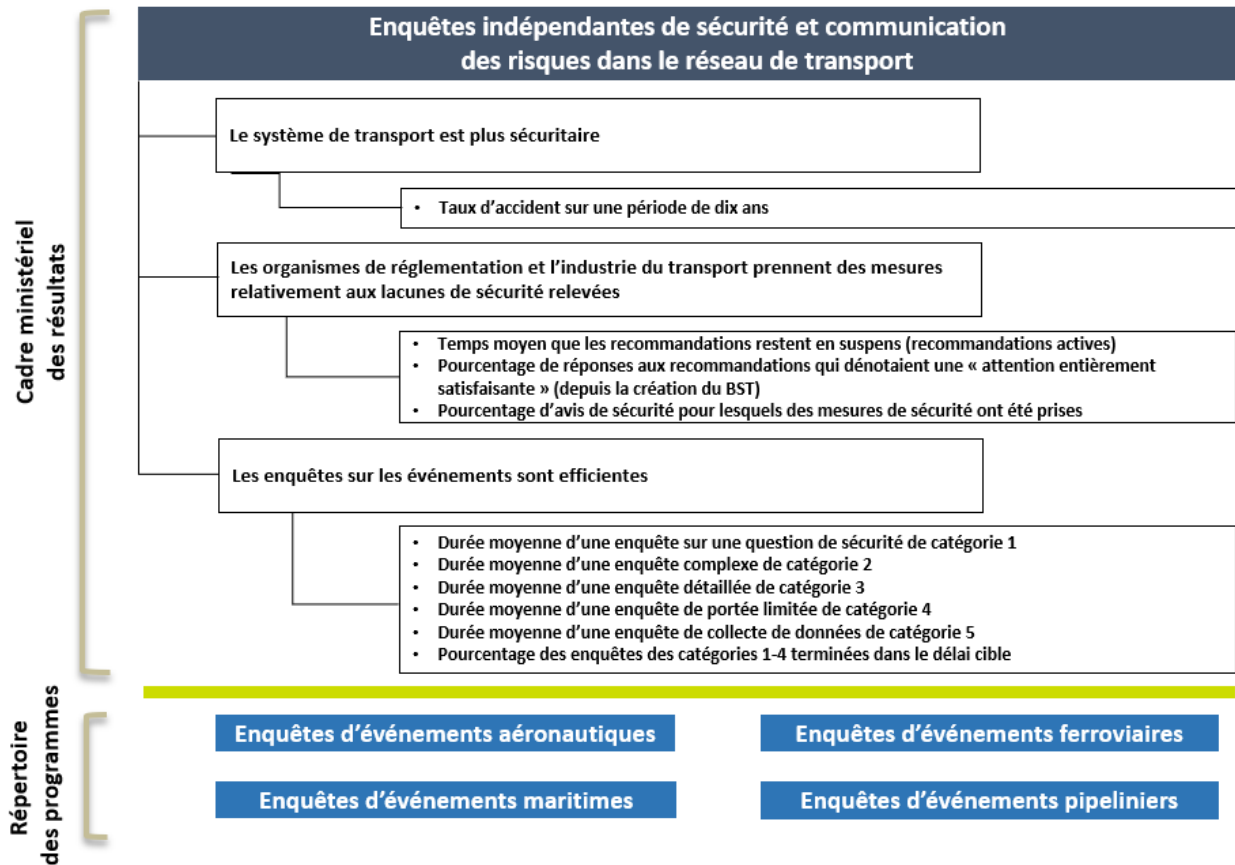 Enquêtes indépendantes de sécurité et communication
des risques dans le réseau de transport
Cadre ministériel
des résultats
Le système de transport est plus sécuritaire
• Taux d'accident sur une période de dix ans
Les organismes de réglementation et l'industrie du transport prennent des mesures
relativement aux lacunes de sécurité relevées
• Temps moyen que les recommandations restent en suspens (recommandations actives)
• Pourcentage de réponses aux recommandations qui dénotaient une « attention entièrement
satisfaisante » (depuis la création du BST)
• Pourcentage d'avis de sécurité pour lesquels des mesures de sécurité ont été prises
Les enquêtes sur les événements sont efficientes
• Durée moyenne d'une enquête sur une question de sécurité de catégorie 1
• Durée moyenne d'une enquête complexe de catégorie 2
• Durée moyenne d'une enquête détaillée de catégorie 3
• Durée moyenne d'une enquête de portée limitée de catégorie 4
• Durée moyenne d'une enquête de collecte de données de catégorie 5
• Pourcentage des enquêtes des catégories 1-4 terminées dans le délai cible
Répertoire
des programmes
Enquêtes d'événements aéronautiques
Enquêtes d'événements ferroviaires
Enquêtes d'événements maritimes
Enquêtes d'événements pipeliniers